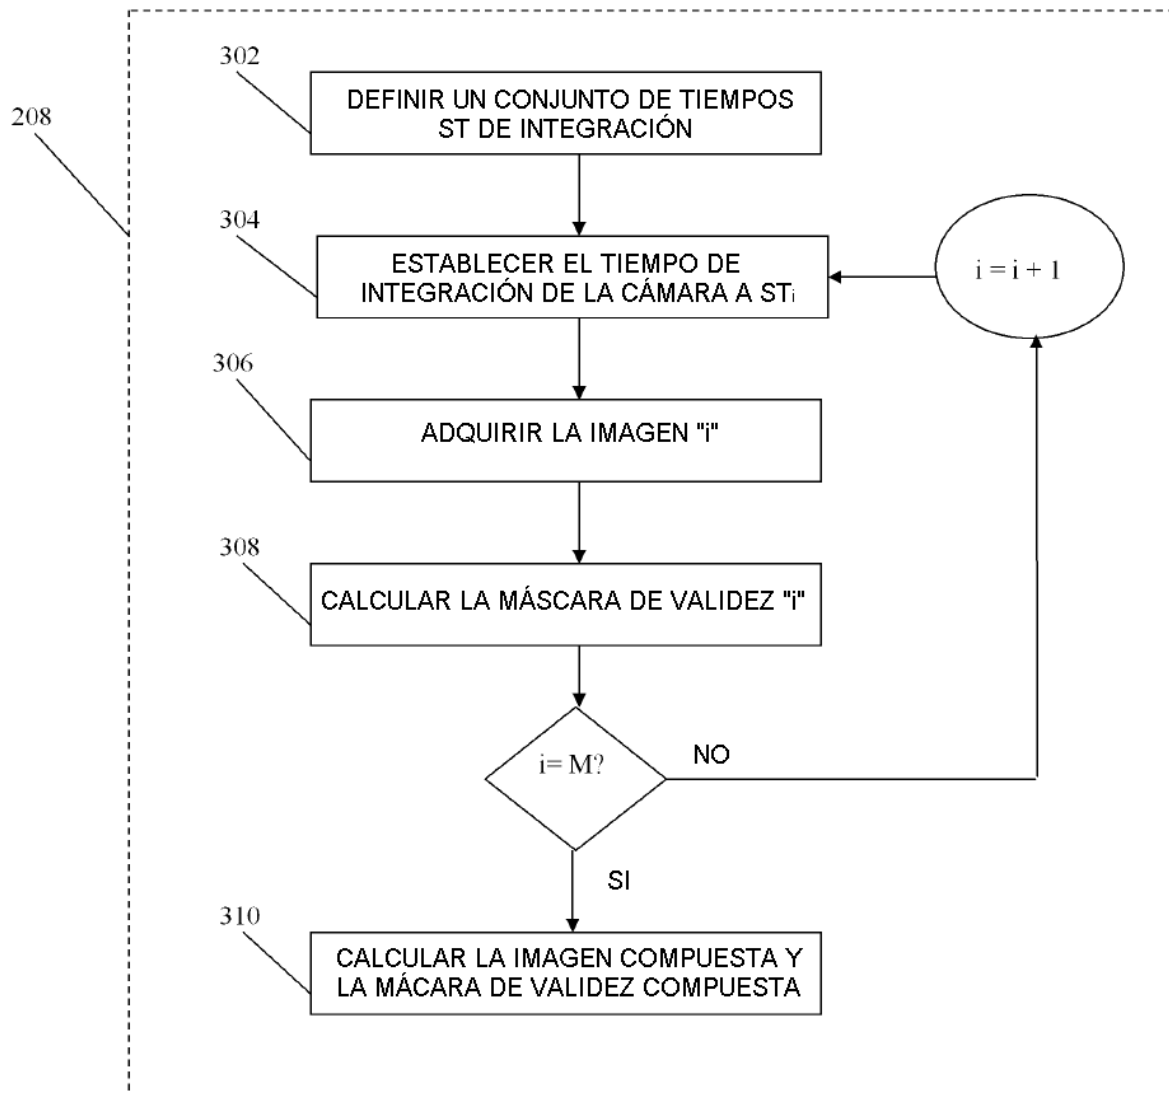 302
DEFINIR UN CONJUNTO DE TIEMPOS
ST DE INTEGRACIÓN
208
304
ESTABLECER EL TIEMPO DE
INTEGRACIÓN DE LA CÁMARA A STi
i = i + 1
306
ADQUIRIR LA IMAGEN "i"
308
CALCULAR LA MÁSCARA DE VALIDEZ "i"
i= M?
NO
SI
310
CALCULAR LA IMAGEN COMPUESTA Y
LA MÁCARA DE VALIDEZ COMPUESTA